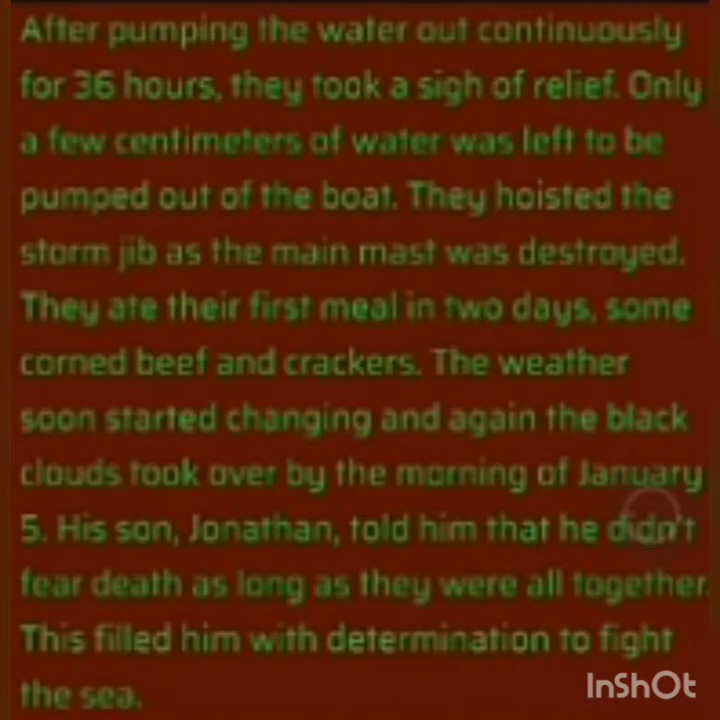 After pumping the water out continuously
for 36 hours, they took a sigh of relief. Only
a few centimeters of water was left to be
pumped out of the boat. They hoisted the
storm jib as the main mast was destroyed.
They ate their first meal in two days, some
corned beef and crackers. The weather
soon started changing and again the black
clouds took over by the morning of January
5. His son, Jonathan, told him that he didn't
fear death as long as they were all together.
This filled him with determination to fight
the sea.
InShOt